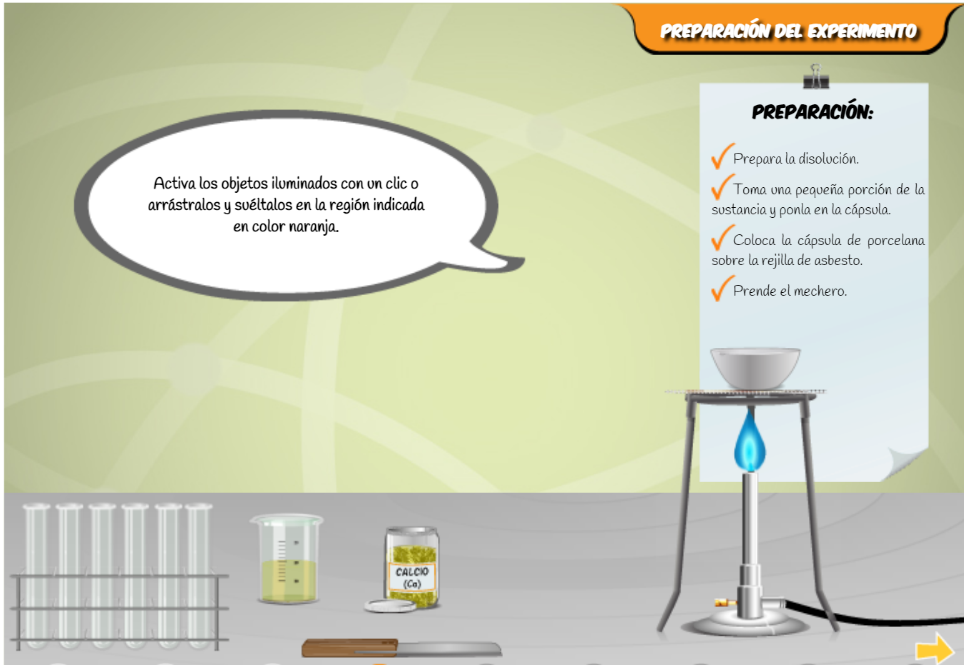 PREPARACIÓN DEL EXPERIMENTO
PREPARACIÓN:
Prepara la disolución.
Toma una pequeña porción de la
sustancia y ponla en la cápsula.
Coloca la cápsula de porcelana
sobre la rejilla de asbesto.
Prende el mechero.
Activa los objetos iluminados con un clic o
arrástralos y suéltalos en la región indicada
en color naranja.
CALCIO
(Ca)